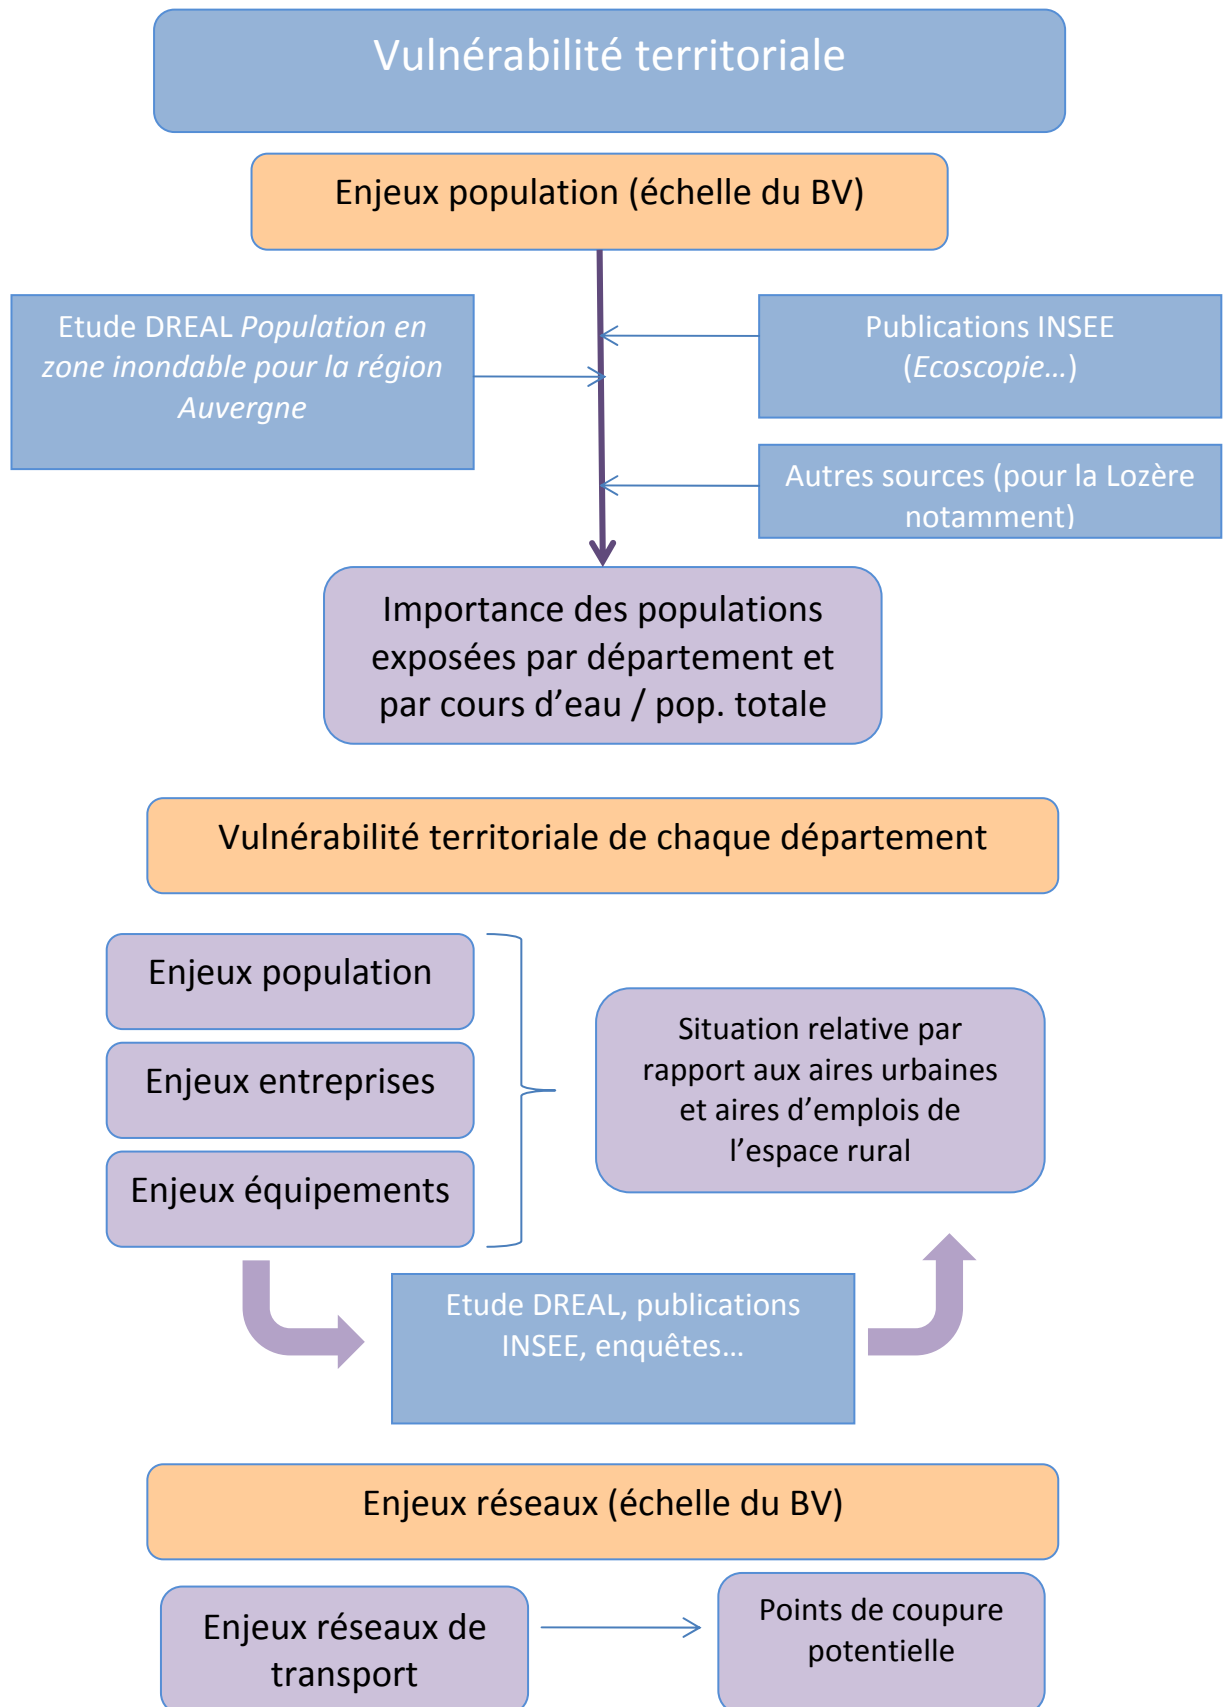 Vulnérabilité territoriale
Enjeux population (échelle du BV)
Etude DREAL Population en
zone inondable pour la région
Auvergne
Publications INSEE
(Ecoscopie…)
Autres sources (pour la Lozère
notamment)
Importance des populations
exposées par département et
par cours d’eau / pop. totale
Vulnérabilité territoriale de chaque département
Enjeux population
Enjeux entreprises
Enjeux équipements
Situation relative par
rapport aux aires urbaines
et aires d’emplois de
l’espace rural
Etude DREAL, publications
INSEE, enquêtes…
Enjeux réseaux (échelle du BV)
Enjeux réseaux de
transport
Points de coupure
potentielle